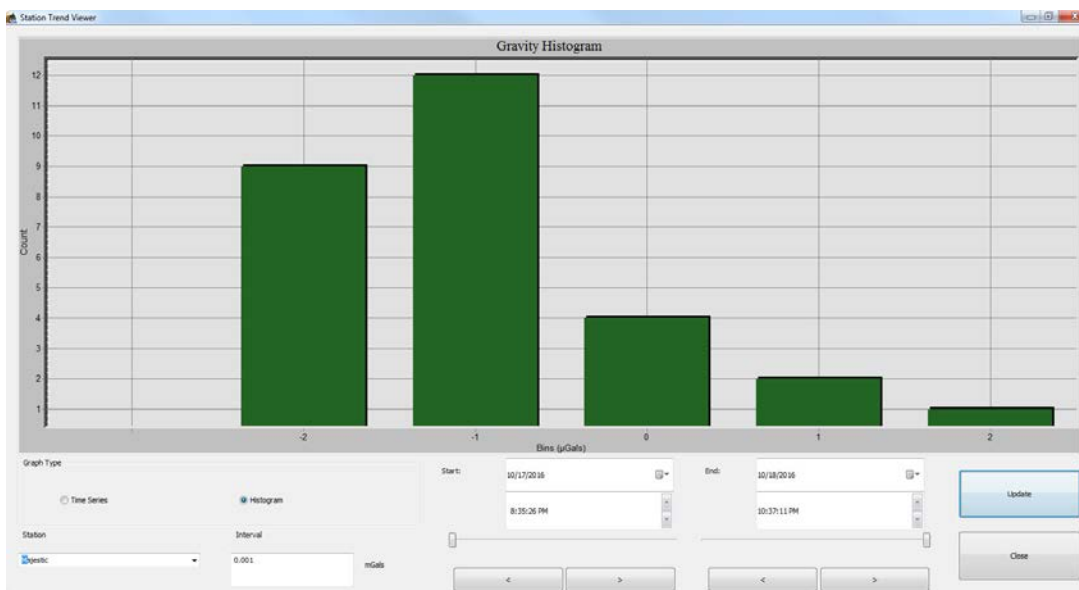 Station Trend Viewer
Gravity Histogram
12
11
10
9
8
7
6
5
4
3
2
1
Count
-2 -1 0 1 2
Bins (µGals)
Graph Type
Time Series Histogram
Start: 10/17/2016 End: 10/18/2016
8:35:26 PM 10:37:11 PM
Update
Station Interval
Majestic 0.001 mGals
Close
< > < >